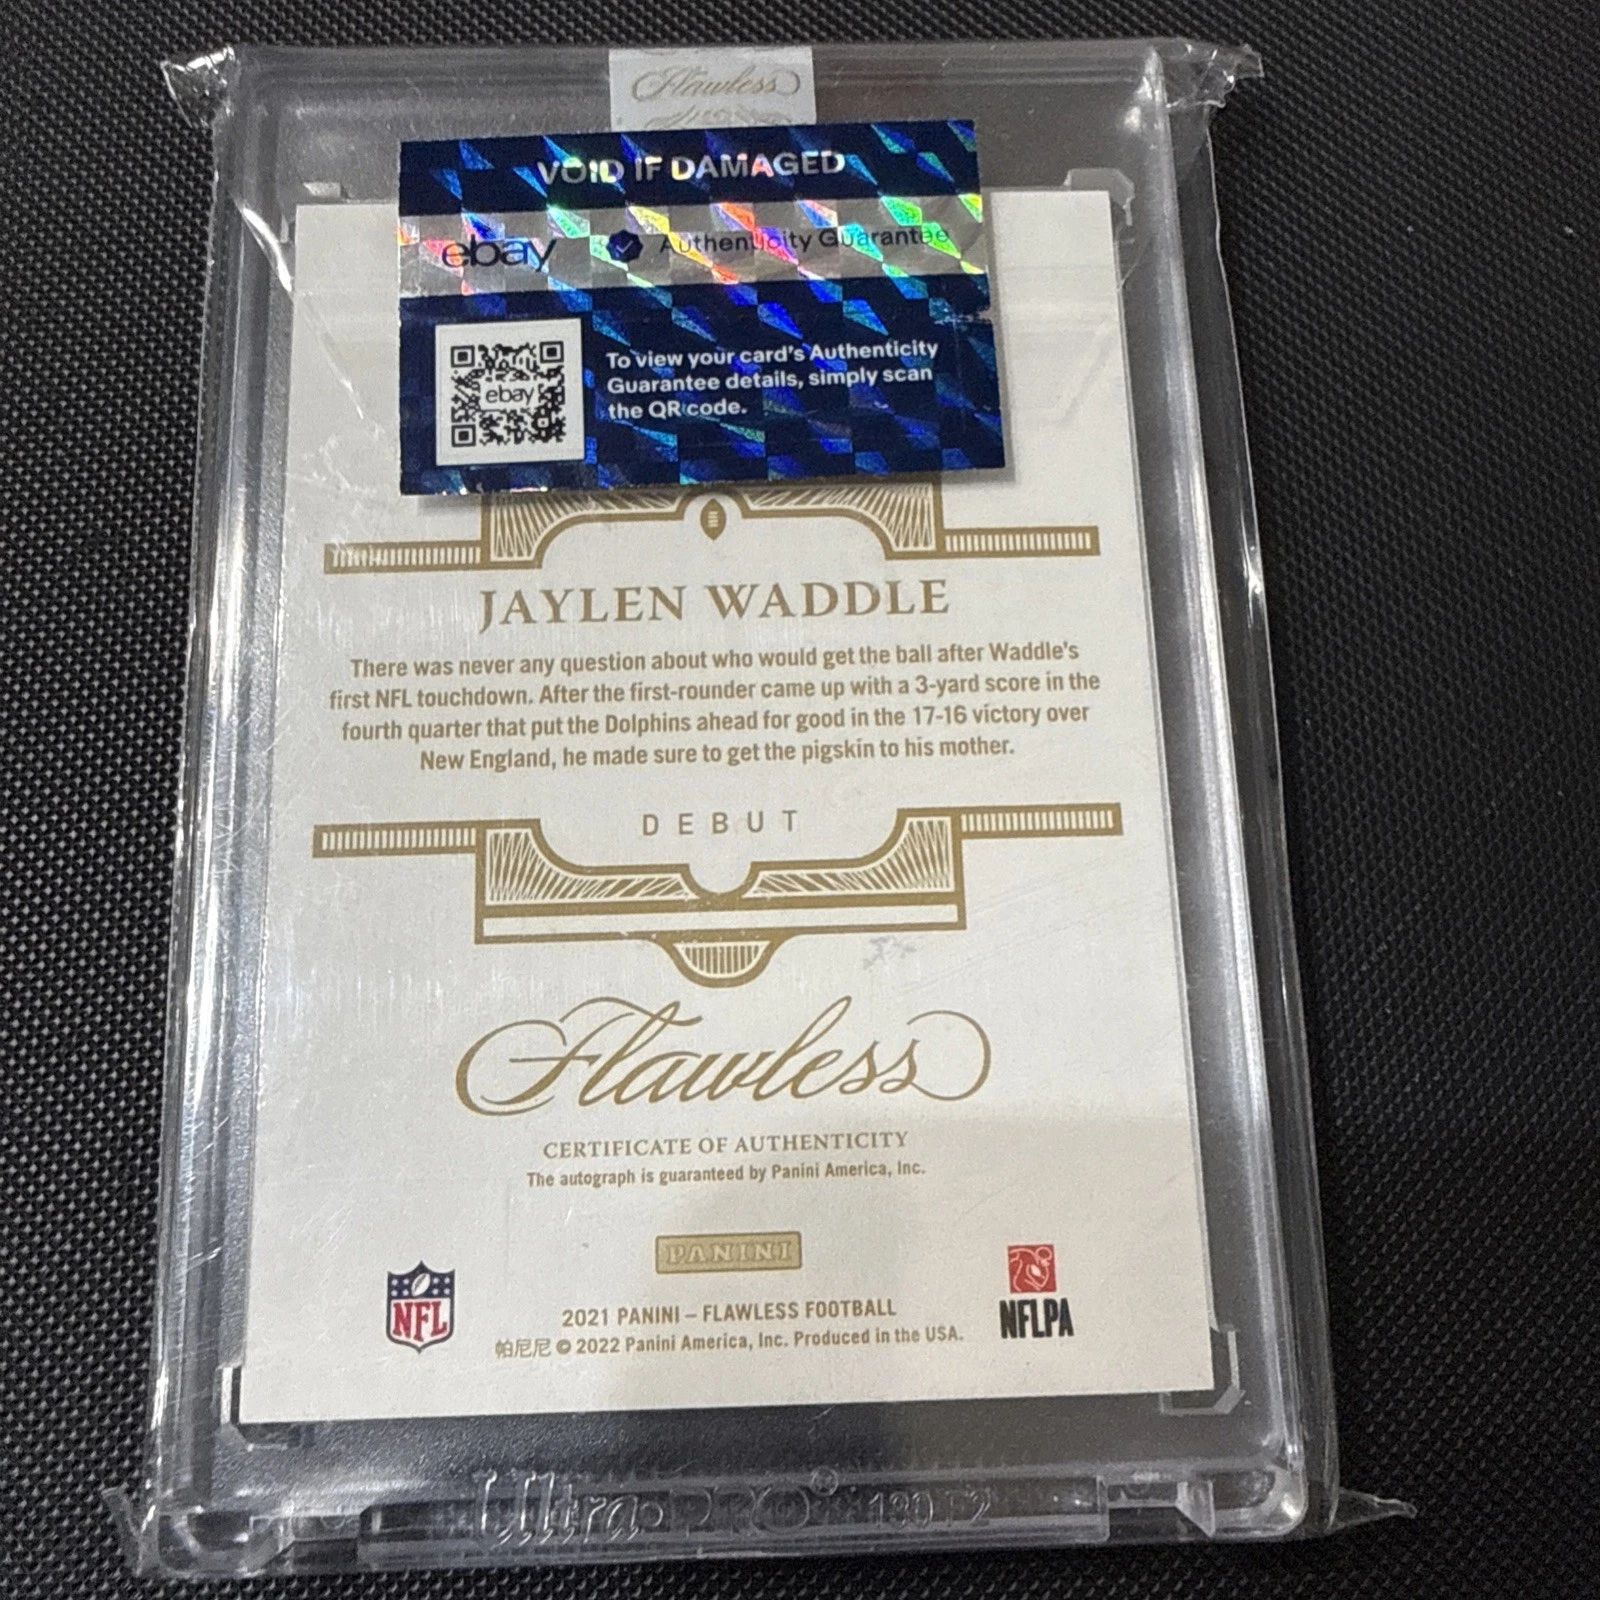 Flawless
VOID IF DAMAGED
ebay Authenticity Guarantee
ebay
To view your card's Authenticity
Guarantee details, simply scan
the QR code.
JAYLEN WADDLE
There was never any question about who would get the ball after Waddle's
first NFL touchdown. After the first-rounder came up with a 3-yard score in the
fourth quarter that put the Dolphins ahead for good in the 17-16 victory over
New England, he made sure to get the pigskin to his mother.
DEBUT
Flawless
CERTIFICATE OF AUTHENTICITY
The autograph is guaranteed by Panini America, Inc.
PANINI
NFL
NFLPA
2021 PANINI – FLAWLESS FOOTBALL
帕尼尼 © 2022 Panini America, Inc. Produced in the USA.
Ultra•PRO® 180PT